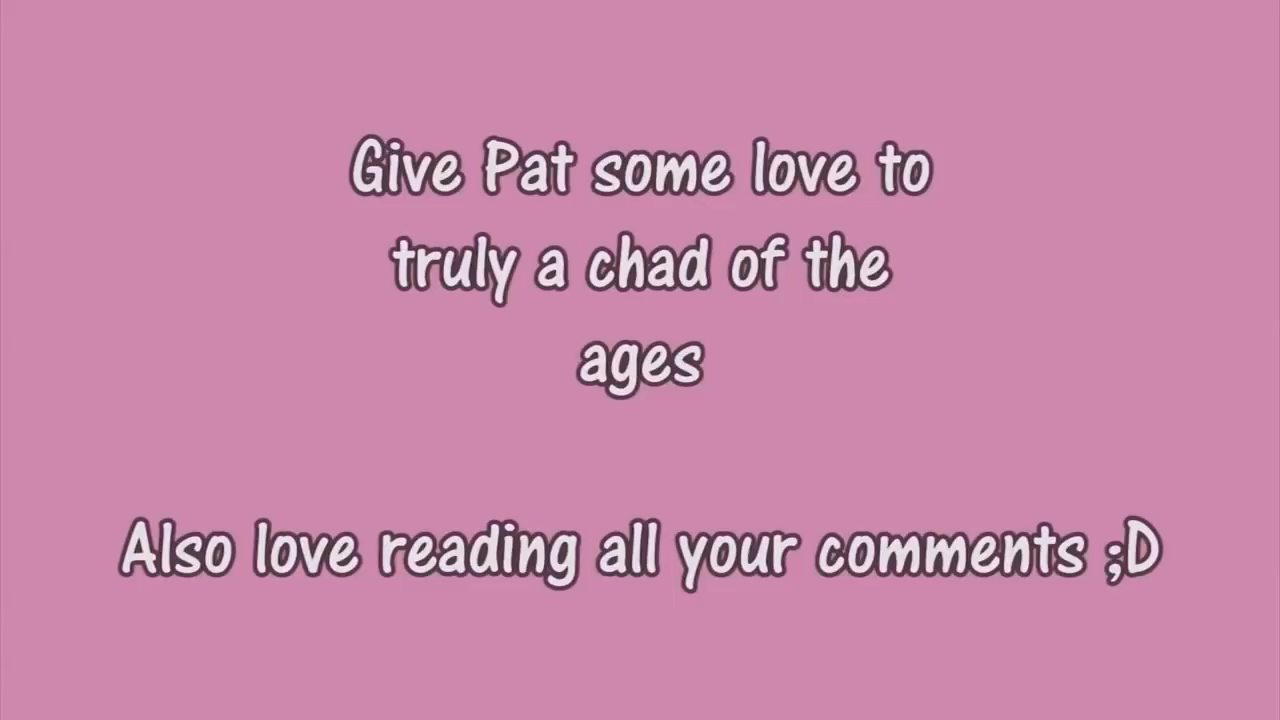 Give Pat some love to
truly a chad of the
ages
Also love reading all your comments ;D